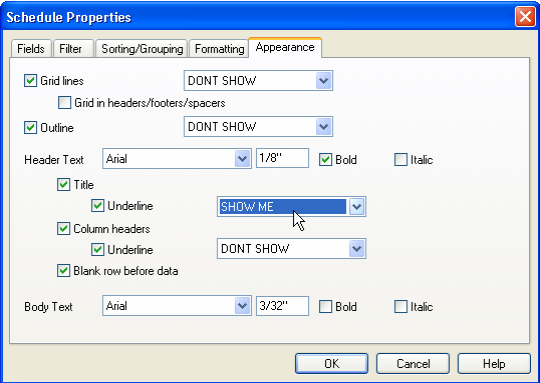 Schedule Properties
Fields Filter Sorting/Grouping Formatting Appearance
Grid lines DONT SHOW
Grid in headers/footers/spacers
Outline DONT SHOW
Header Text Arial 1/8" Bold Italic
Title
Underline SHOW ME
Column headers
Underline DONT SHOW
Blank row before data
Body Text Arial 3/32" Bold Italic
OK Cancel Help